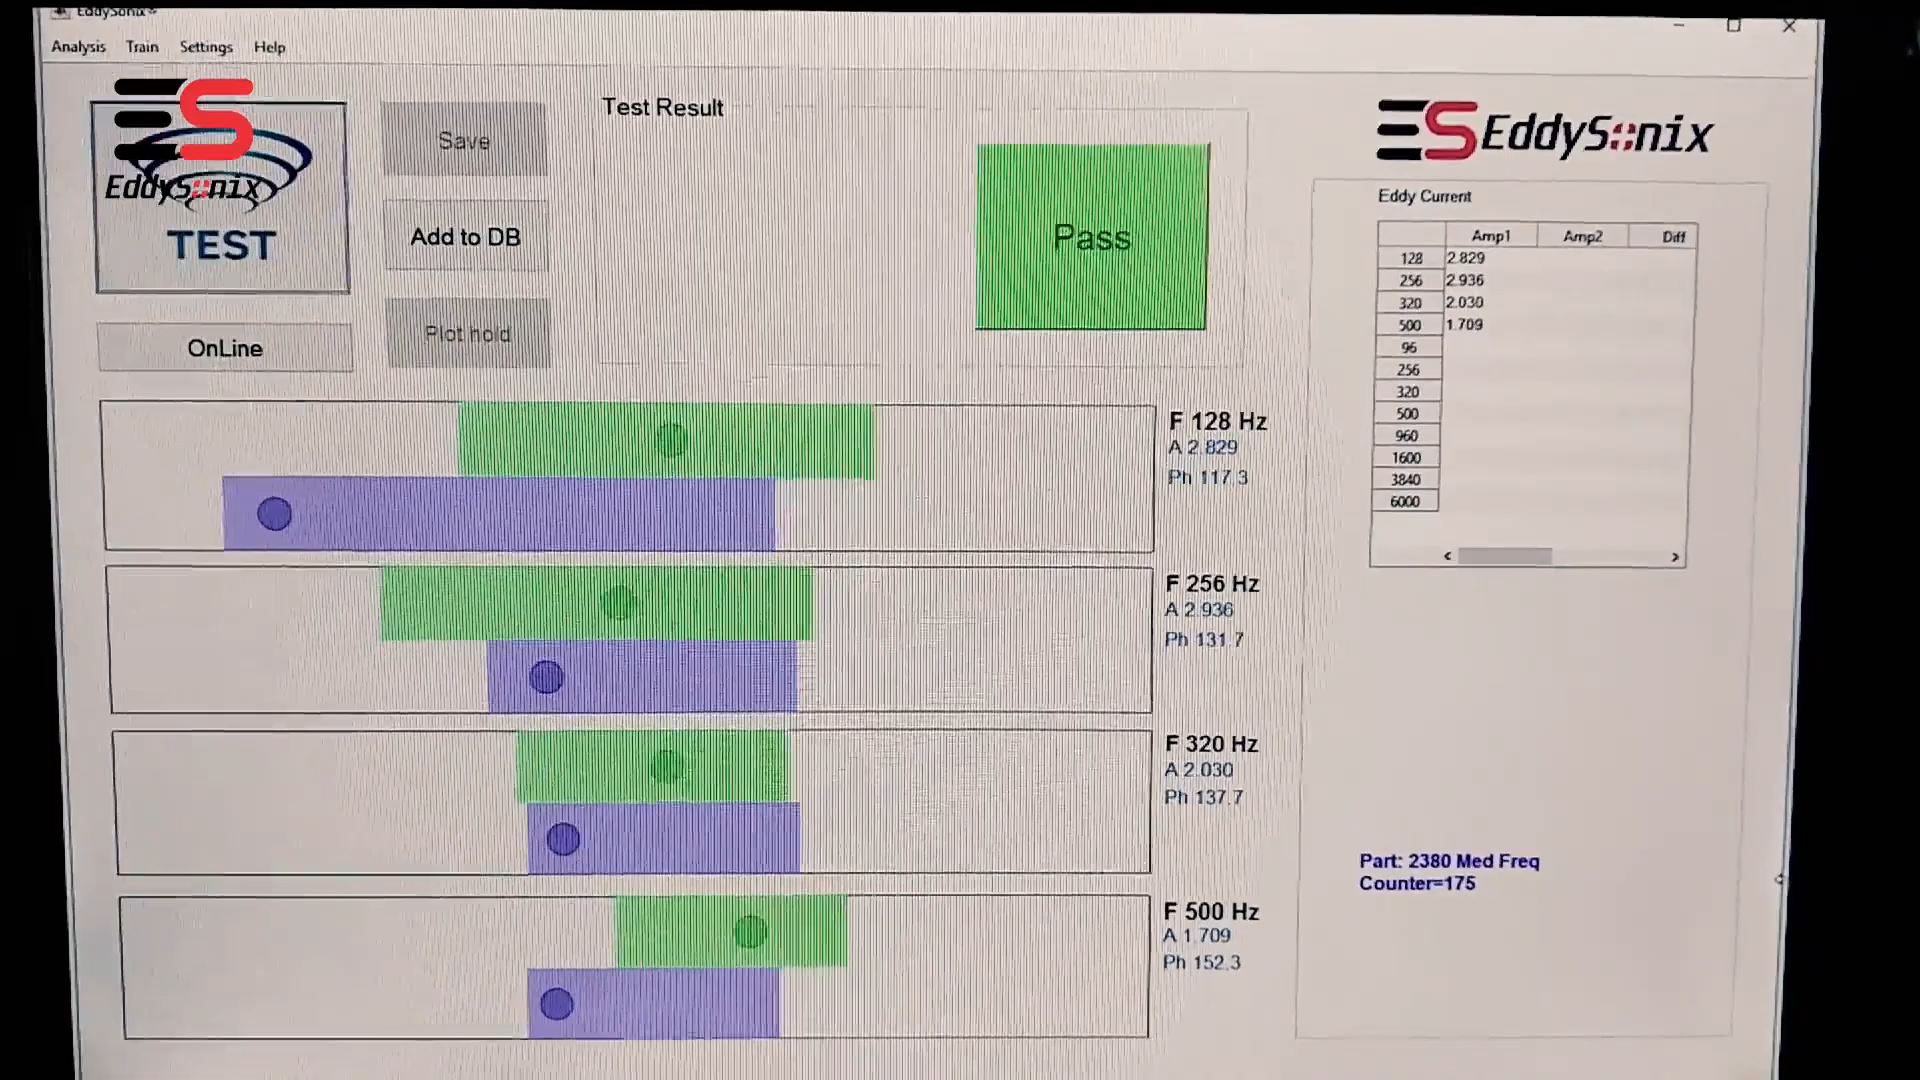 EddySonix
Analysis Train Settings Help
ES
EddySonix
TEST
OnLine
Save
Add to DB
Plot hold
Test Result
Pass
F 128 Hz
A 2.829
Ph 117.3
F 256 Hz
A 2.936
Ph 131.7
F 320 Hz
A 2.030
Ph 137.7
F 500 Hz
A 1.709
Ph 152.3
ES EddySonix
Eddy Current
Amp1 Amp2 Diff
128 2.829
256 2.936
320 2.030
500 1.709
96
256
320
500
960
1600
3840
6000
Part: 2380 Med Freq
Counter=175